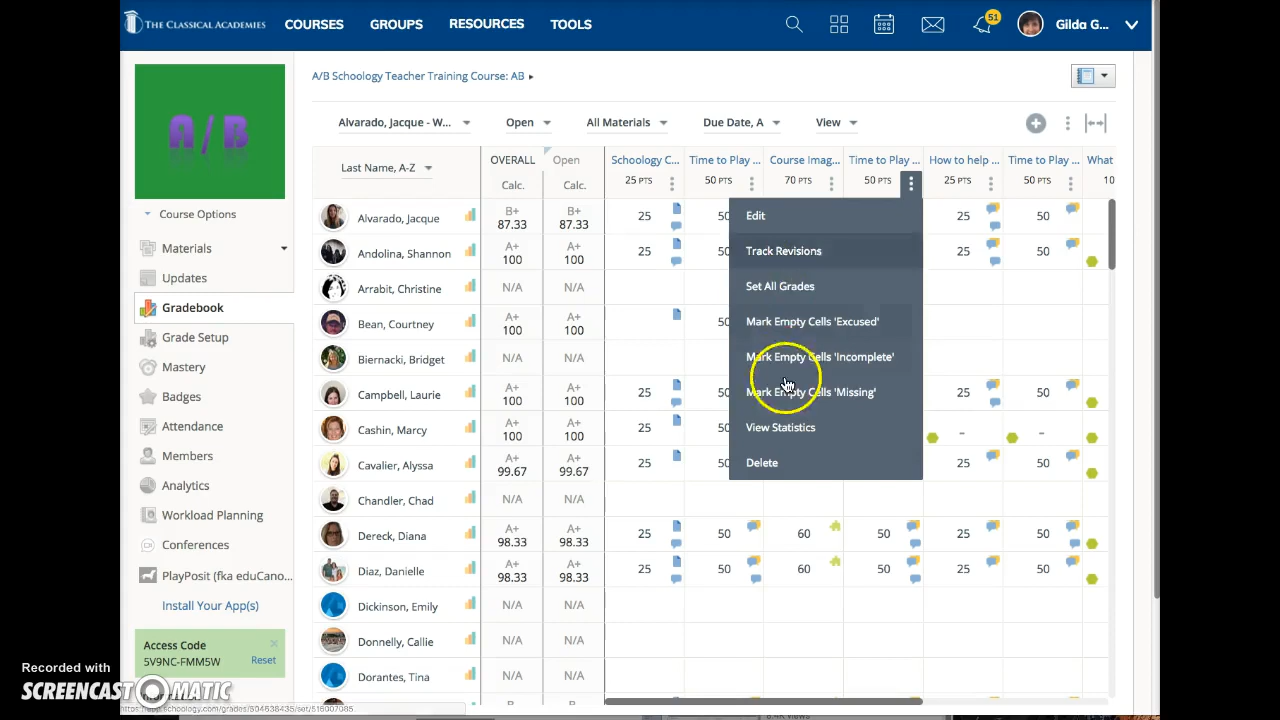 THE CLASSICAL ACADEMIES COURSES GROUPS RESOURCES TOOLS 51 Gilda G...
A/B Schoology Teacher Training Course: AB
A/B
Alvarado, Jacque - W... Open All Materials Due Date, A View
Last Name, A-Z OVERALL Open Schoology C... Time to Play ... Course Imag... Time to Play ... How to help ... Time to Play ... What
Calc. Calc. 25 PTS 50 PTS 70 PTS 50 PTS 25 PTS 50 PTS 10
Course Options
Materials
Updates
Gradebook
Grade Setup
Mastery
Badges
Attendance
Members
Analytics
Workload Planning
Conferences
PlayPosit (fka eduCano...
Install Your App(s)
Access Code
5V9NC-FMM5W Reset
Alvarado, Jacque B+ 87.33 B+ 87.33 25 50 25 50
Andolina, Shannon A+ 100 A+ 100 25 50 25 50
Arrabit, Christine N/A N/A
Bean, Courtney A+ 100 A+ 100 50
Biernacki, Bridget N/A N/A
Campbell, Laurie A+ 100 A+ 100 25 50 25 50
Cashin, Marcy A+ 100 A+ 100 25 50 - -
Cavalier, Alyssa A+ 99.67 A+ 99.67 25 50 25 50
Chandler, Chad N/A N/A
Dereck, Diana A+ 98.33 A+ 98.33 25 50 60 50 25 50
Diaz, Danielle A+ 98.33 A+ 98.33 25 50 60 50 25 50
Dickinson, Emily N/A N/A
Donnelly, Callie N/A N/A
Dorantes, Tina N/A N/A
Edit
Track Revisions
Set All Grades
Mark Empty Cells 'Excused'
Mark Empty Cells 'Incomplete'
Mark Empty Cells 'Missing'
View Statistics
Delete
Recorded with
SCREENCAST-O-MATIC
https://app.schoology.com/grades/504638435/set/516007085